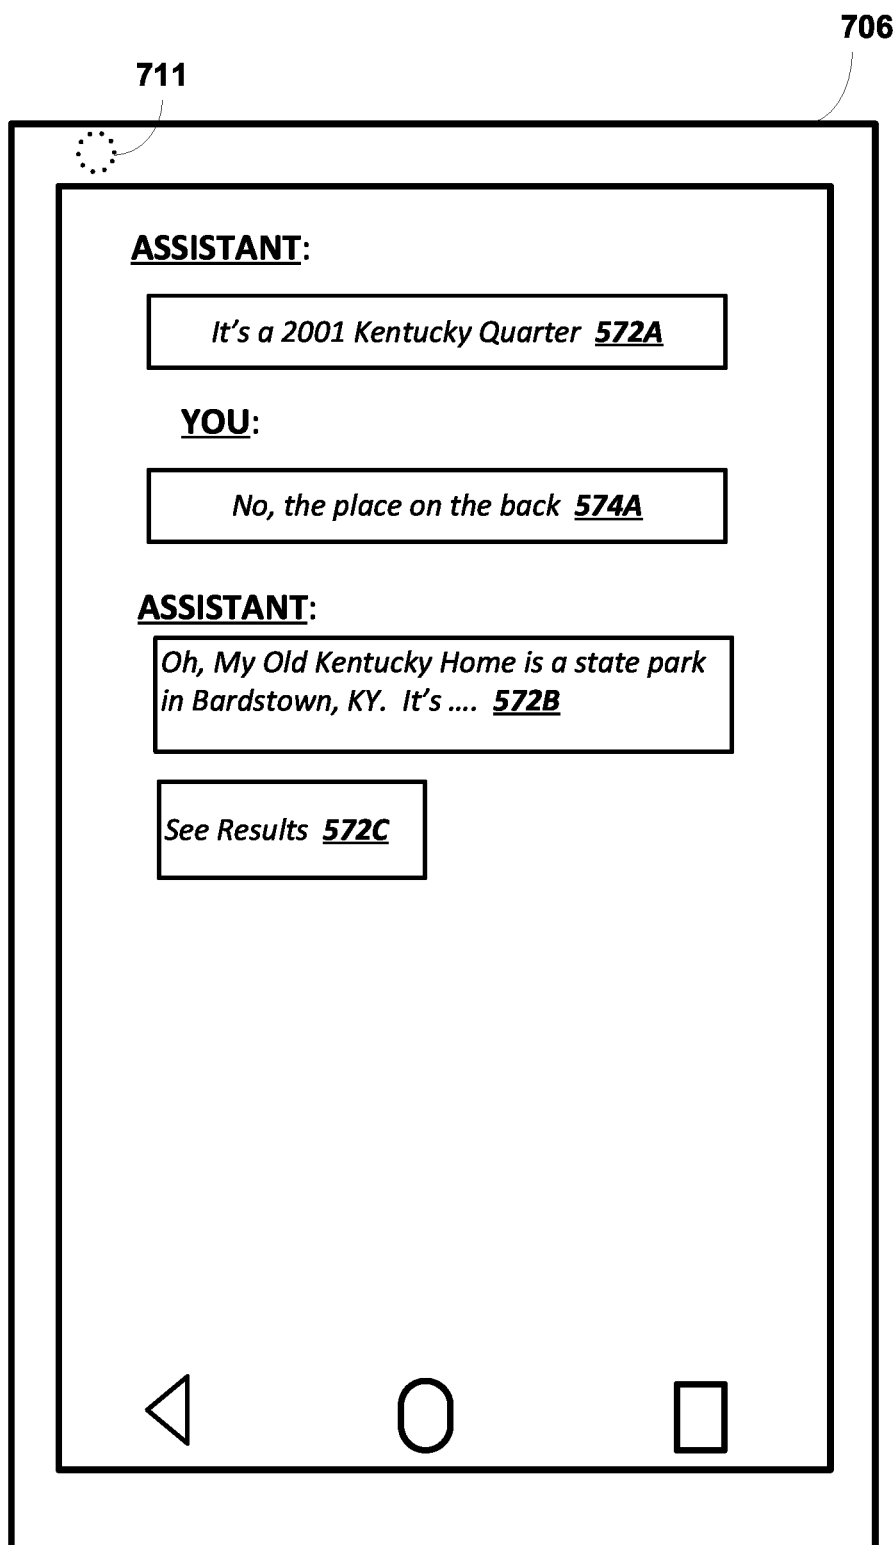 706
711
ASSISTANT:
It's a 2001 Kentucky Quarter 572A
YOU:
No, the place on the back 574A
ASSISTANT:
Oh, My Old Kentucky Home is a state park
in Bardstown, KY. It's .... 572B
See Results 572C